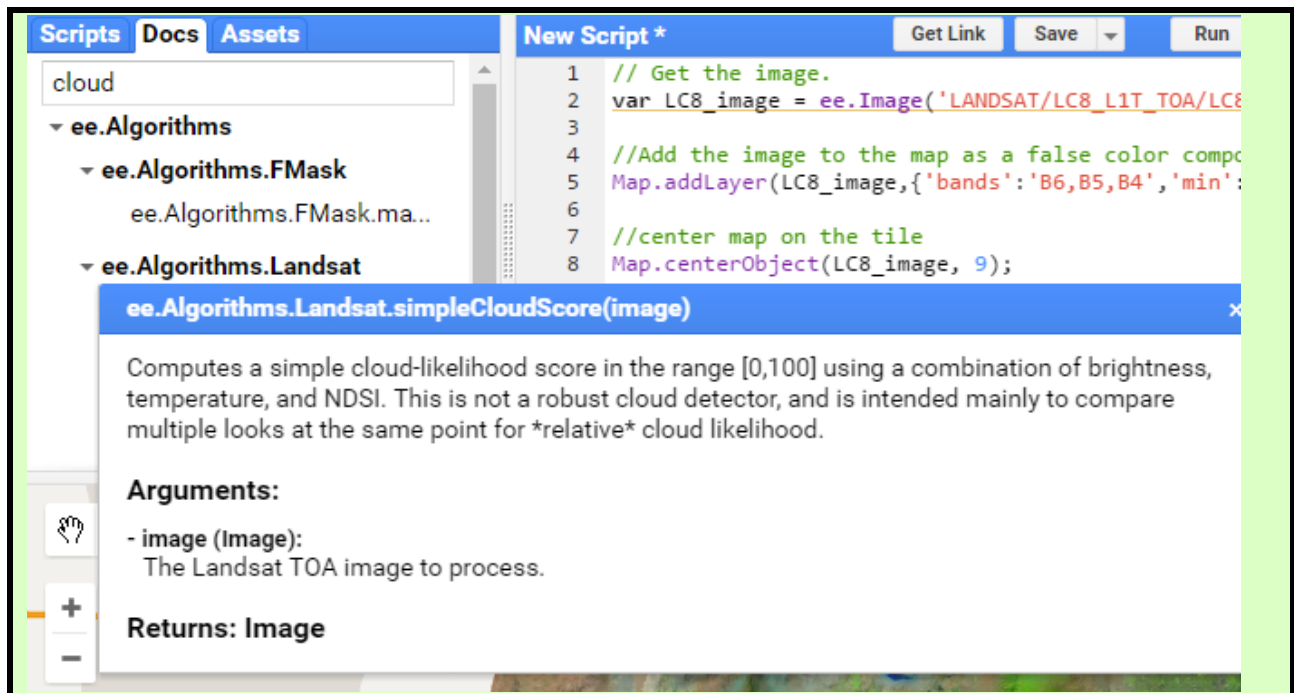 Scripts Docs Assets
cloud
ee.Algorithms
ee.Algorithms.FMask
ee.Algorithms.FMask.ma...
ee.Algorithms.Landsat
New Script * Get Link Save Run
1 // Get the image.
2 var LC8_image = ee.Image('LANDSAT/LC8_L1T_TOA/LC8
3
4 //Add the image to the map as a false color compo
5 Map.addLayer(LC8_image,{'bands':'B6,B5,B4','min':
6
7 //center map on the tile
8 Map.centerObject(LC8_image, 9);
ee.Algorithms.Landsat.simpleCloudScore(image) ×
Computes a simple cloud-likelihood score in the range [0,100] using a combination of brightness,
temperature, and NDSI. This is not a robust cloud detector, and is intended mainly to compare
multiple looks at the same point for *relative* cloud likelihood.
Arguments:
- image (Image):
The Landsat TOA image to process.
Returns: Image
+
−